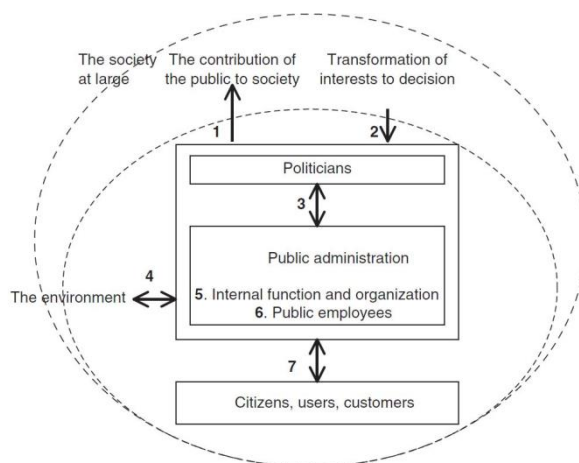 The society
at large
The contribution of
the public to society
Transformation of
interests to decision
1
2
Politicians
3
Public administration
4
The environment
5. Internal function and organization
6. Public employees
7
Citizens, users, customers